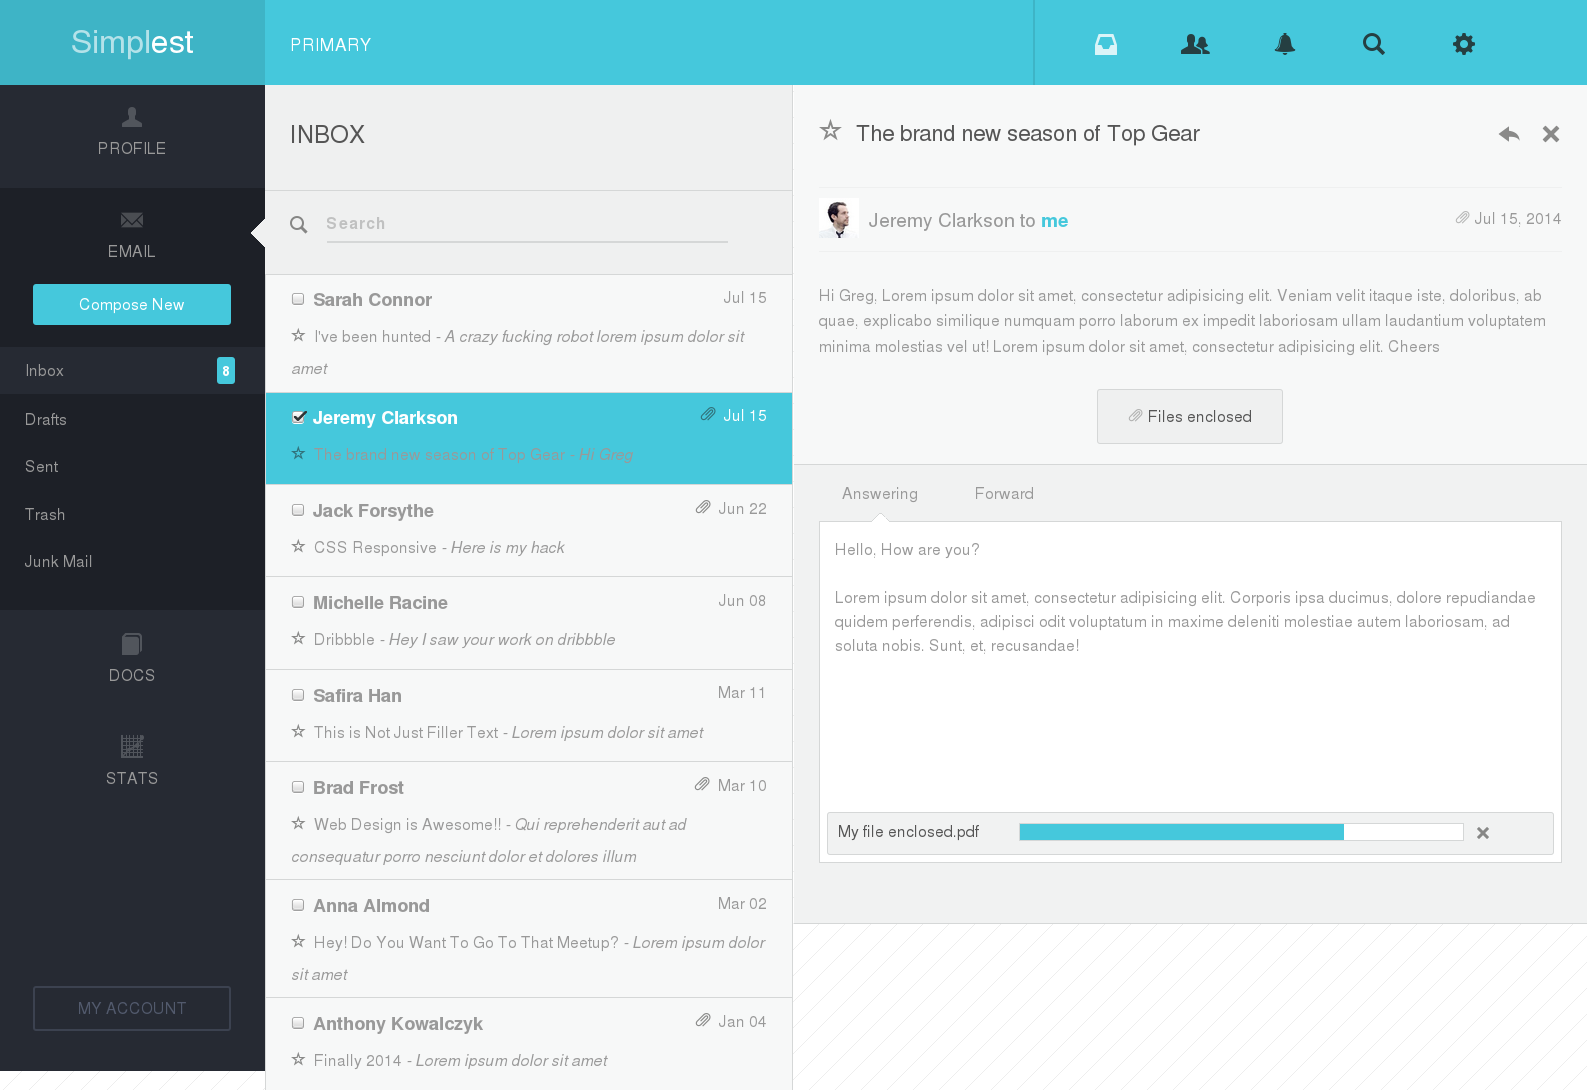 Simplest
PRIMARY
PROFILE
EMAIL
Compose New
Inbox 8
Drafts
Sent
Trash
Junk Mail
DOCS
STATS
MY ACCOUNT
INBOX
Search
Sarah Connor Jul 15
I've been hunted - A crazy fucking robot lorem ipsum dolor sit
amet
Jeremy Clarkson Jul 15
The brand new season of Top Gear - Hi Greg
Jack Forsythe Jun 22
CSS Responsive - Here is my hack
Michelle Racine Jun 08
Dribbble - Hey I saw your work on dribbble
Safira Han Mar 11
This is Not Just Filler Text - Lorem ipsum dolor sit amet
Brad Frost Mar 10
Web Design is Awesome!! - Qui reprehenderit aut ad
consequatur porro nesciunt dolor et dolores illum
Anna Almond Mar 02
Hey! Do You Want To Go To That Meetup? - Lorem ipsum dolor
sit amet
Anthony Kowalczyk Jan 04
Finally 2014 - Lorem ipsum dolor sit amet
The brand new season of Top Gear
Jeremy Clarkson to me Jul 15, 2014
Hi Greg, Lorem ipsum dolor sit amet, consectetur adipisicing elit. Veniam velit itaque iste, doloribus, ab
quae, explicabo similique numquam porro laborum ex impedit laboriosam ullam laudantium voluptatem
minima molestias vel ut! Lorem ipsum dolor sit amet, consectetur adipisicing elit. Cheers
Files enclosed
Answering Forward
Hello, How are you?
Lorem ipsum dolor sit amet, consectetur adipisicing elit. Corporis ipsa ducimus, dolore repudiandae
quidem perferendis, adipisci odit voluptatum in maxime deleniti molestiae autem laboriosam, ad
soluta nobis. Sunt, et, recusandae!
My file enclosed.pdf